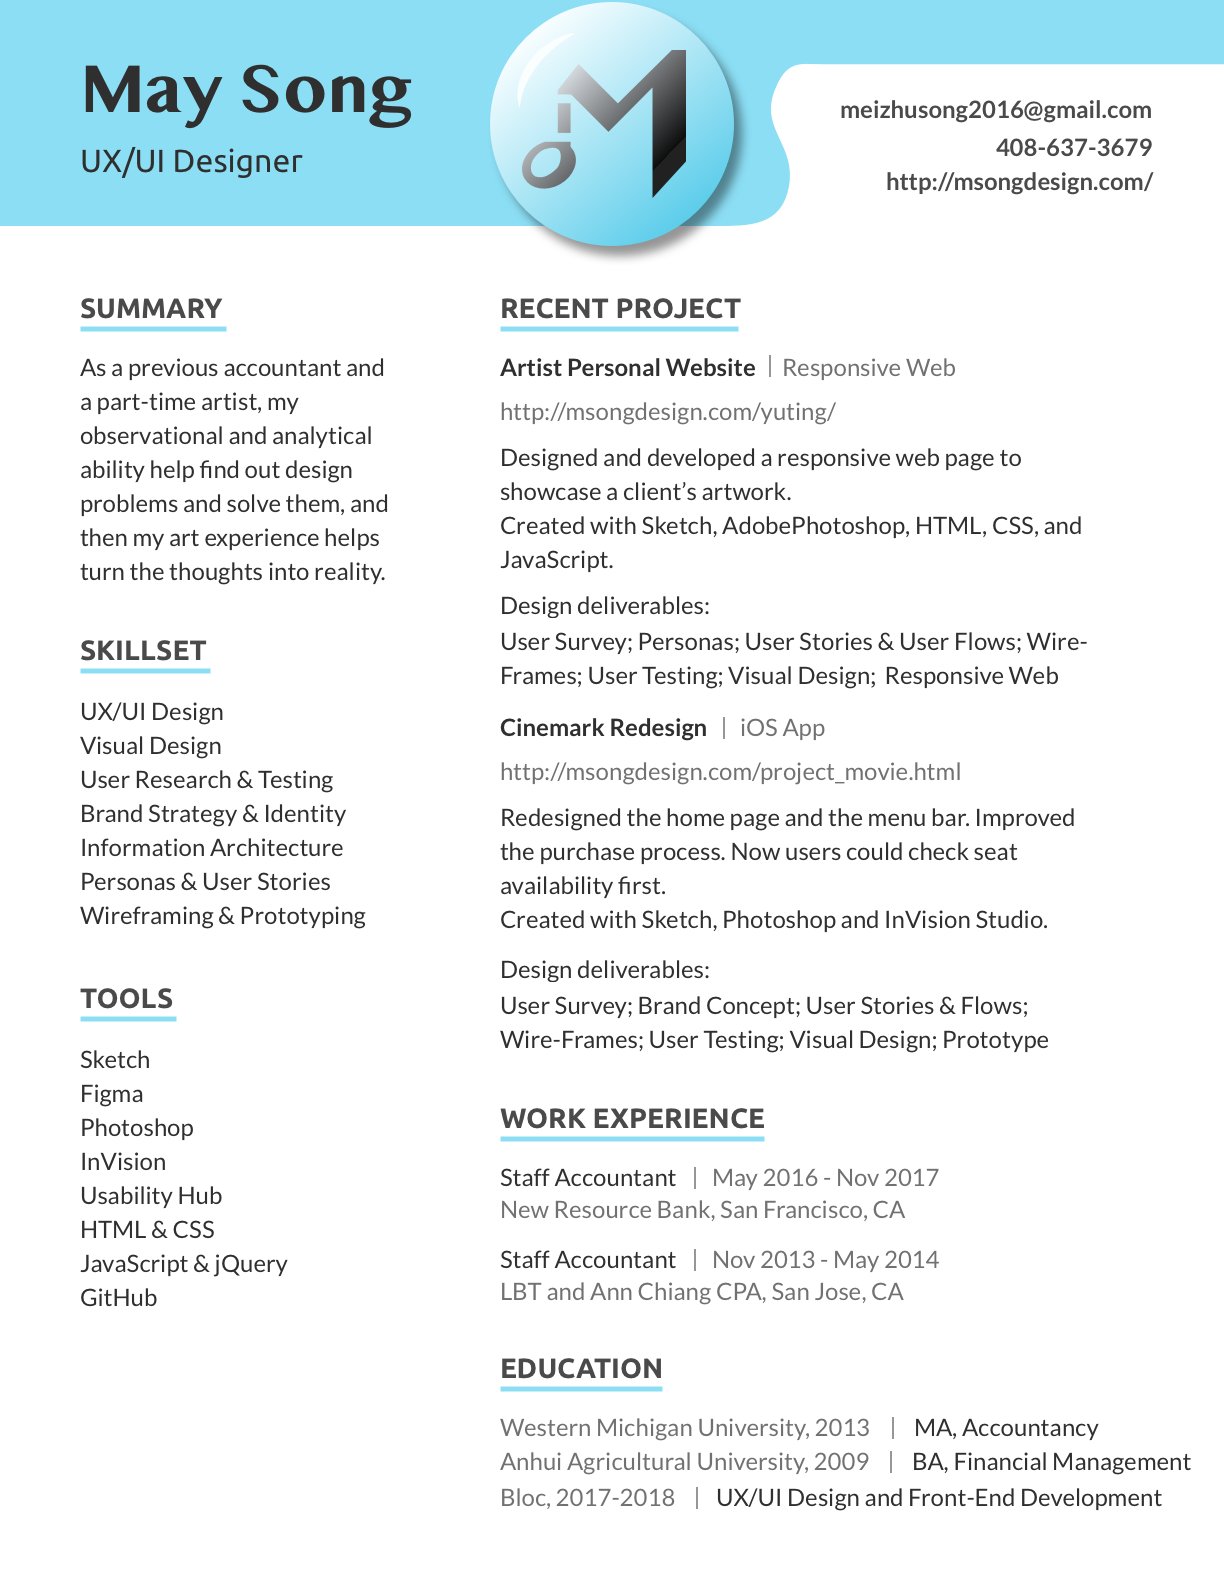 May Song
UX/UI Designer
M
meizhusong2016@gmail.com
408-637-3679
http://msongdesign.com/
SUMMARY
As a previous accountant and
a part-time artist, my
observational and analytical
ability help find out design
problems and solve them, and
then my art experience helps
turn the thoughts into reality.
SKILLSET
UX/UI Design
Visual Design
User Research & Testing
Brand Strategy & Identity
Information Architecture
Personas & User Stories
Wireframing & Prototyping
TOOLS
Sketch
Figma
Photoshop
InVision
Usability Hub
HTML & CSS
JavaScript & jQuery
GitHub
RECENT PROJECT
Artist Personal Website | Responsive Web
http://msongdesign.com/yuting/
Designed and developed a responsive web page to
showcase a client’s artwork.
Created with Sketch, AdobePhotoshop, HTML, CSS, and
JavaScript.
Design deliverables:
User Survey; Personas; User Stories & User Flows; Wire-
Frames; User Testing; Visual Design; Responsive Web
Cinemark Redesign | iOS App
http://msongdesign.com/project_movie.html
Redesigned the home page and the menu bar. Improved
the purchase process. Now users could check seat
availability first.
Created with Sketch, Photoshop and InVision Studio.
Design deliverables:
User Survey; Brand Concept; User Stories & Flows;
Wire-Frames; User Testing; Visual Design; Prototype
WORK EXPERIENCE
Staff Accountant | May 2016 - Nov 2017
New Resource Bank, San Francisco, CA
Staff Accountant | Nov 2013 - May 2014
LBT and Ann Chiang CPA, San Jose, CA
EDUCATION
Western Michigan University, 2013 | MA, Accountancy
Anhui Agricultural University, 2009 | BA, Financial Management
Bloc, 2017-2018 | UX/UI Design and Front-End Development